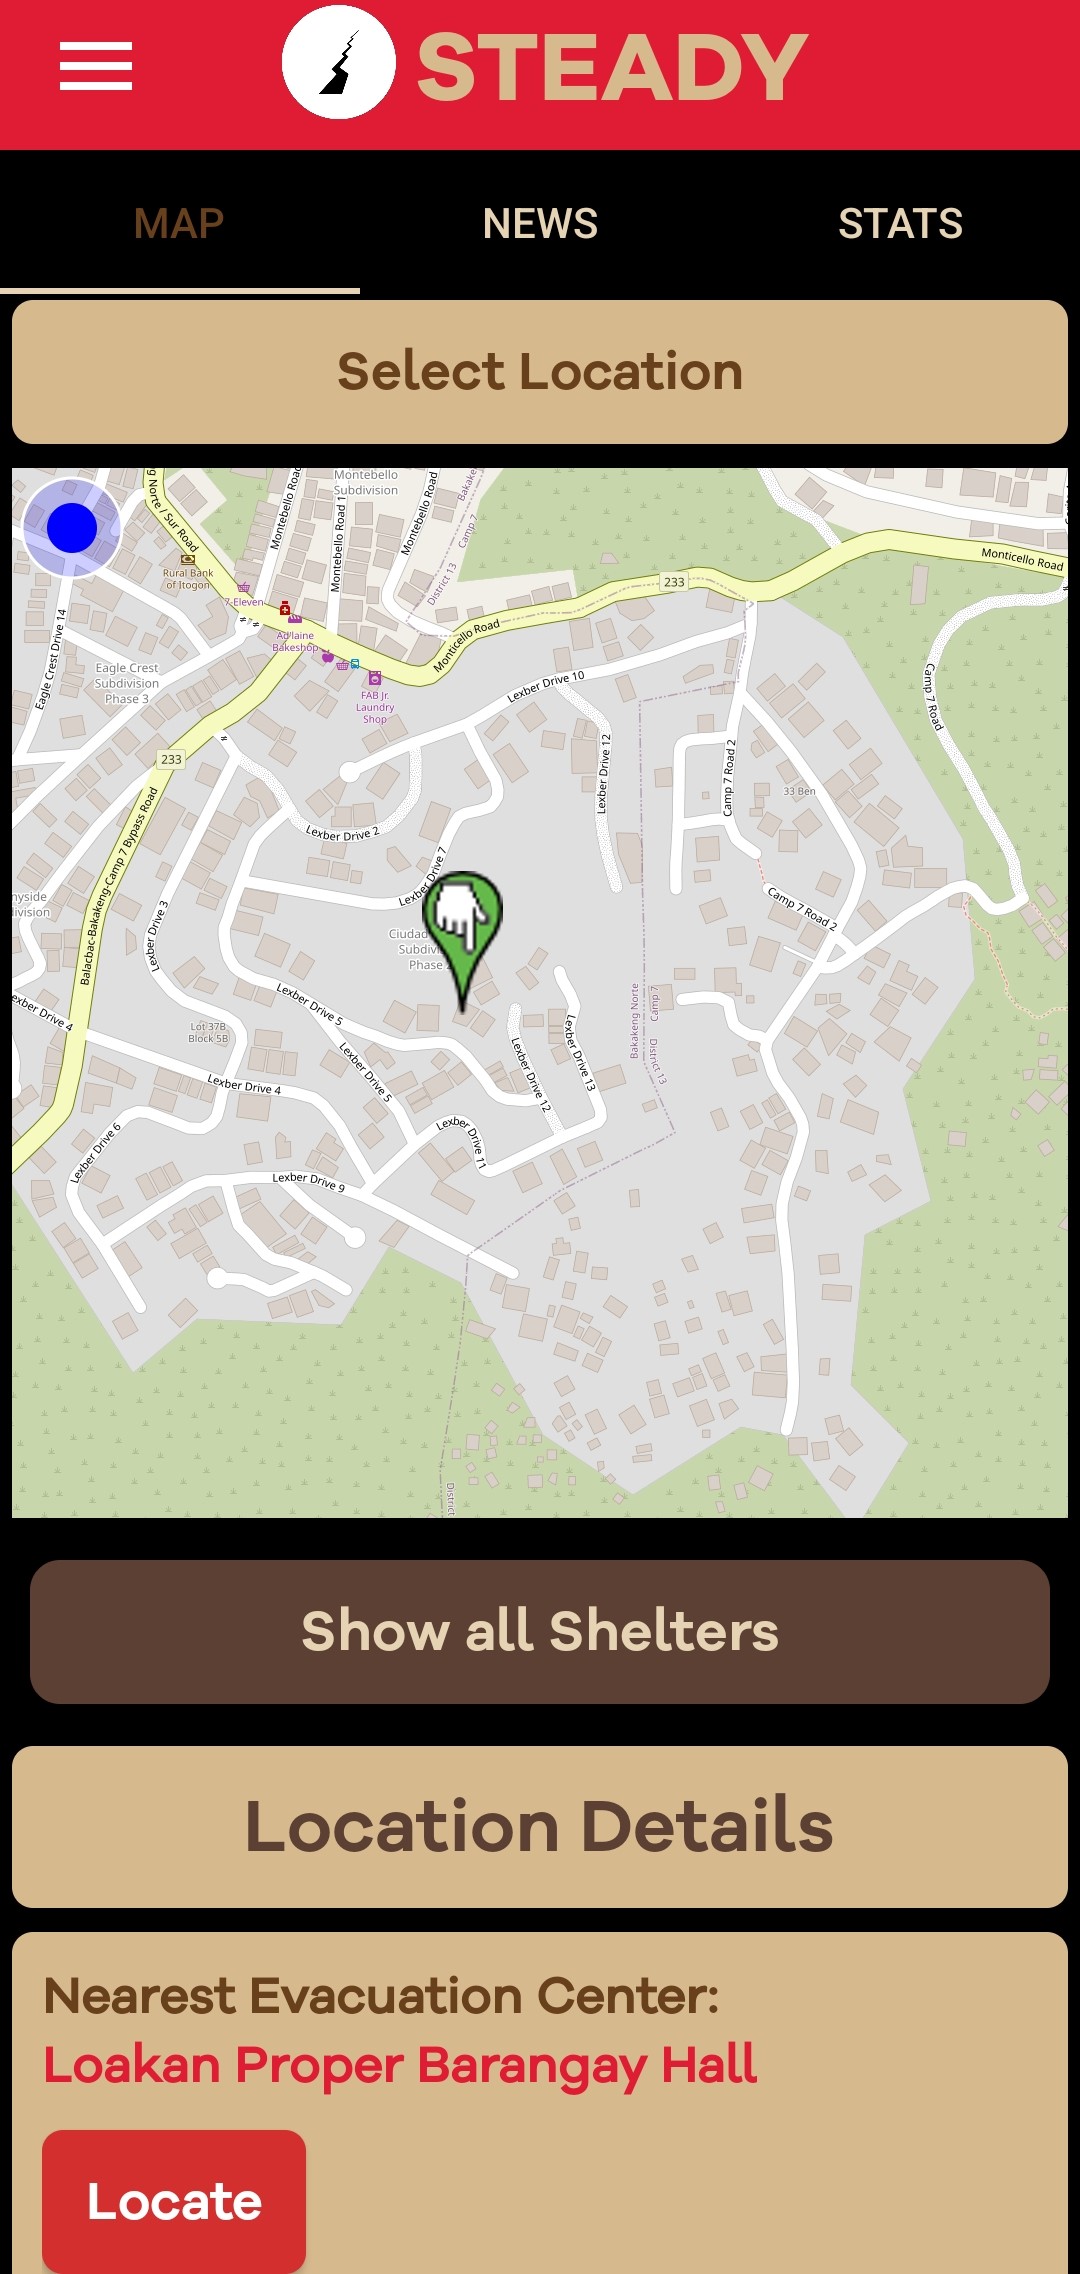 STEADY
MAP
NEWS
STATS
Select Location
Montebello
Subdivision
Montebello Road
Montebello Road 1
Montebello Road
Camp 7
District 13
Norte / Sur Road
Rural Bank
of Itogon
7-Eleven
Ad'laine
Bakeshop
FAB Jr.
Laundry
Shop
Monticello Road
233
Monticello Road
Eagle Crest Drive 14
Eagle Crest
Subdivision
Phase 3
233
Lexber Drive 10
Lexber Drive 12
Camp 7 Road 2
Camp 7 Road
33 Ben
Lexber Drive 2
Lexber Drive 7
Balacbac-Bakakeng-Camp 7 Bypass Road
Lexber Drive 3
Camp 7 Road 2
Phase
Lexber Drive 4
Lot 37B
Block 5B
Lexber Drive 5
Lexber Drive 5
Lexber Drive 12
Lexber Drive 13
Bakakeng Norte
Camp 7
District 13
Lexber Drive 4
Lexber Drive 6
Lexber Drive 11
Lexber Drive 9
District
Show all Shelters
Location Details
Nearest Evacuation Center:
Loakan Proper Barangay Hall
Locate